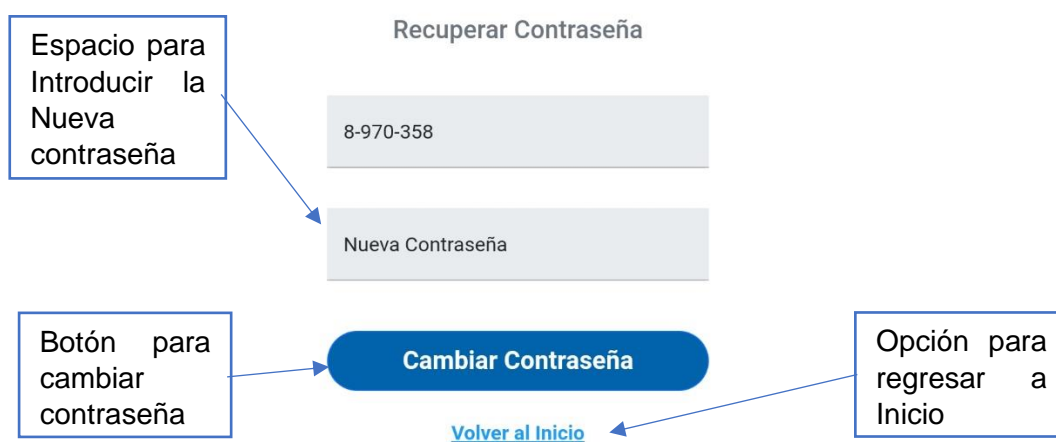 Recuperar Contraseña
Espacio para
Introducir la
Nueva
contraseña
8-970-358
Nueva Contraseña
Botón para
cambiar
contraseña
Cambiar Contraseña
Opción para
regresar a
Inicio
Volver al Inicio